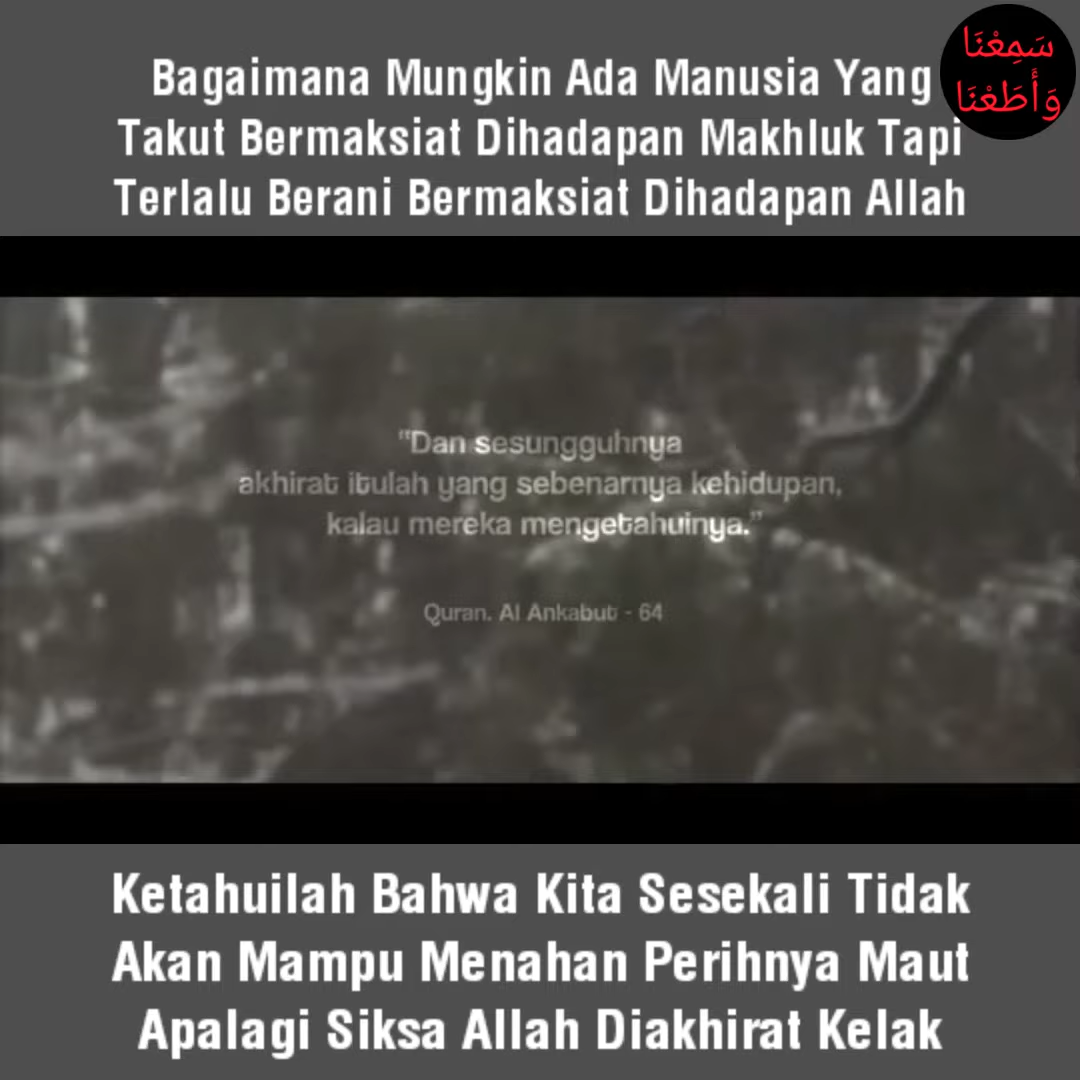 Bagaimana Mungkin Ada Manusia Yang
Takut Bermaksiat Dihadapan Makhluk Tapi
Terlalu Berani Bermaksiat Dihadapan Allah
سَمِعْنَا
وَأَطَعْنَا
"Dan sesungguhnya
akhirat itulah yang sebenarnya kehidupan,
kalau mereka mengetahuinya."
Quran. Al Ankabut - 64
Ketahuilah Bahwa Kita Sesekali Tidak
Akan Mampu Menahan Perihnya Maut
Apalagi Siksa Allah Diakhirat Kelak